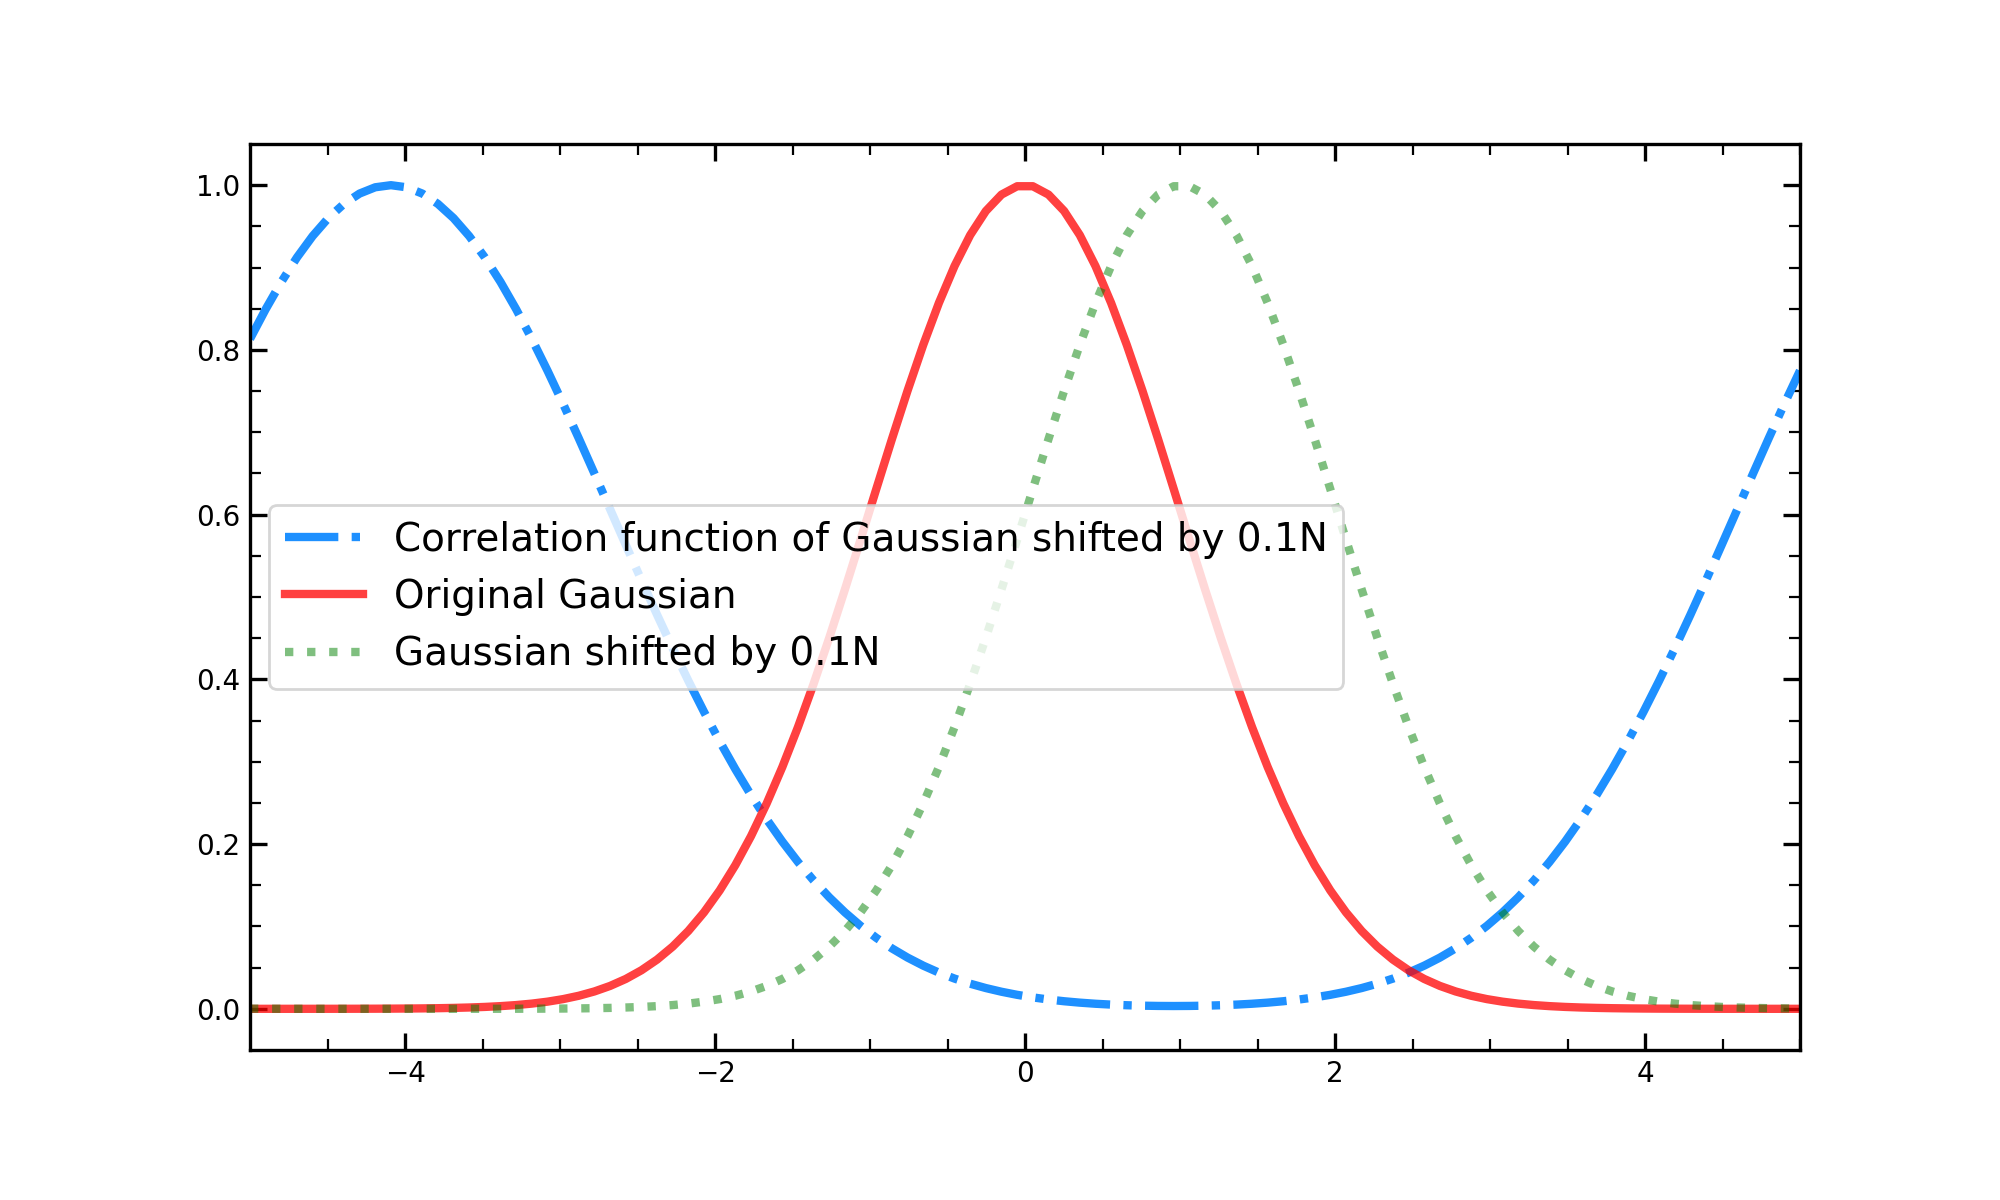 1.0
0.8
0.6
0.4
0.2
0.0
Correlation function of Gaussian shifted by 0.1N
Original Gaussian
Gaussian shifted by 0.1N
−4 −2 0 2 4